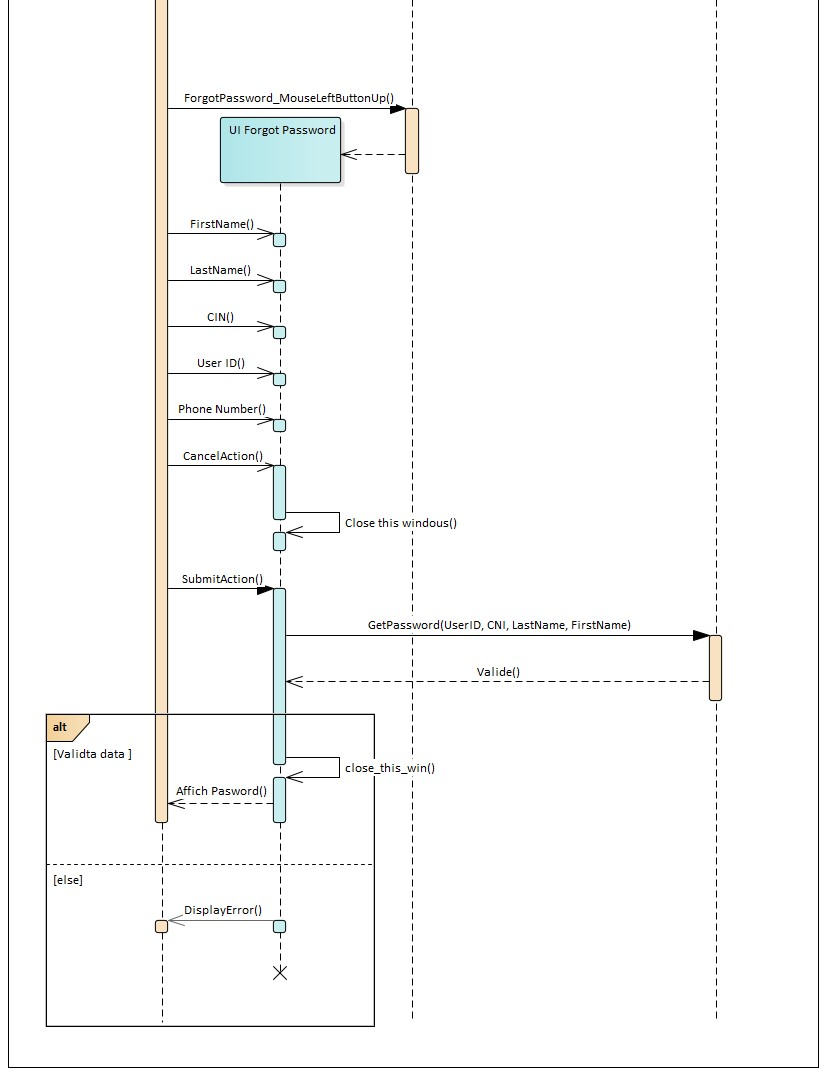 ForgotPassword_MouseLeftButtonUp()
UI Forgot Password
FirstName()
LastName()
CIN()
User ID()
Phone Number()
CancelAction()
Close this windous()
SubmitAction()
GetPassword(UserID, CNI, LastName, FirstName)
Valide()
alt
[Validta data ]
close_this_win()
Affich Pasword()
[else]
DisplayError()